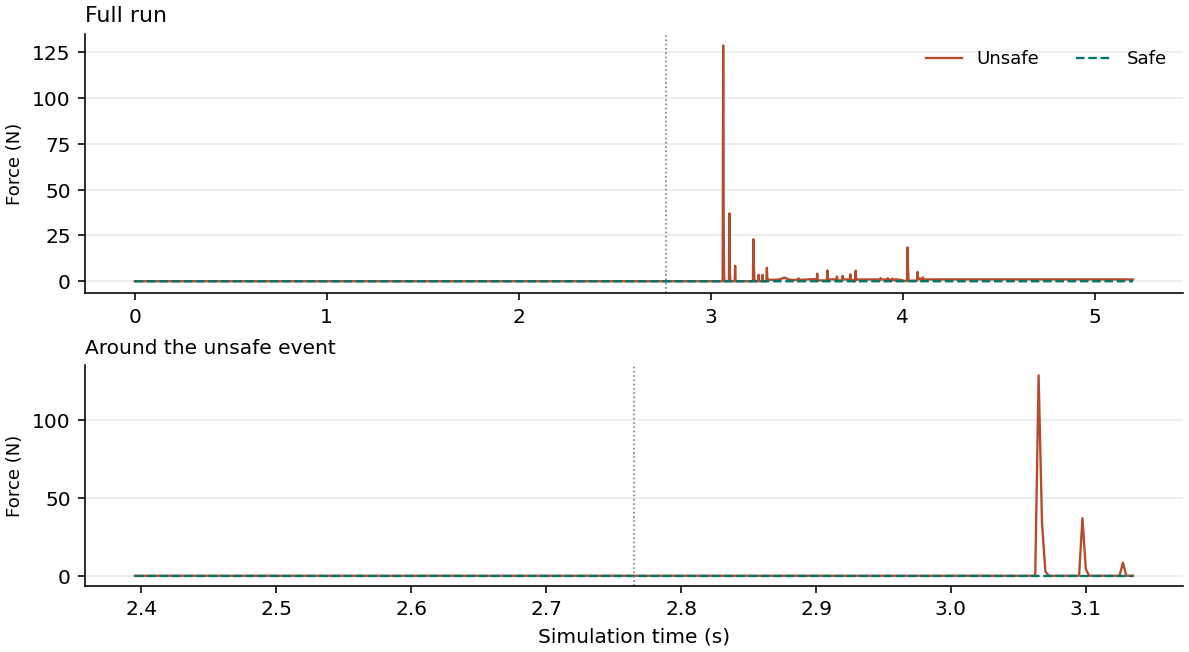 Full run
Force (N)
125
100
75
50
25
0
Unsafe
Safe
0 1 2 3 4 5
Around the unsafe event
Force (N)
100
50
0
2.4 2.5 2.6 2.7 2.8 2.9 3.0 3.1
Simulation time (s)